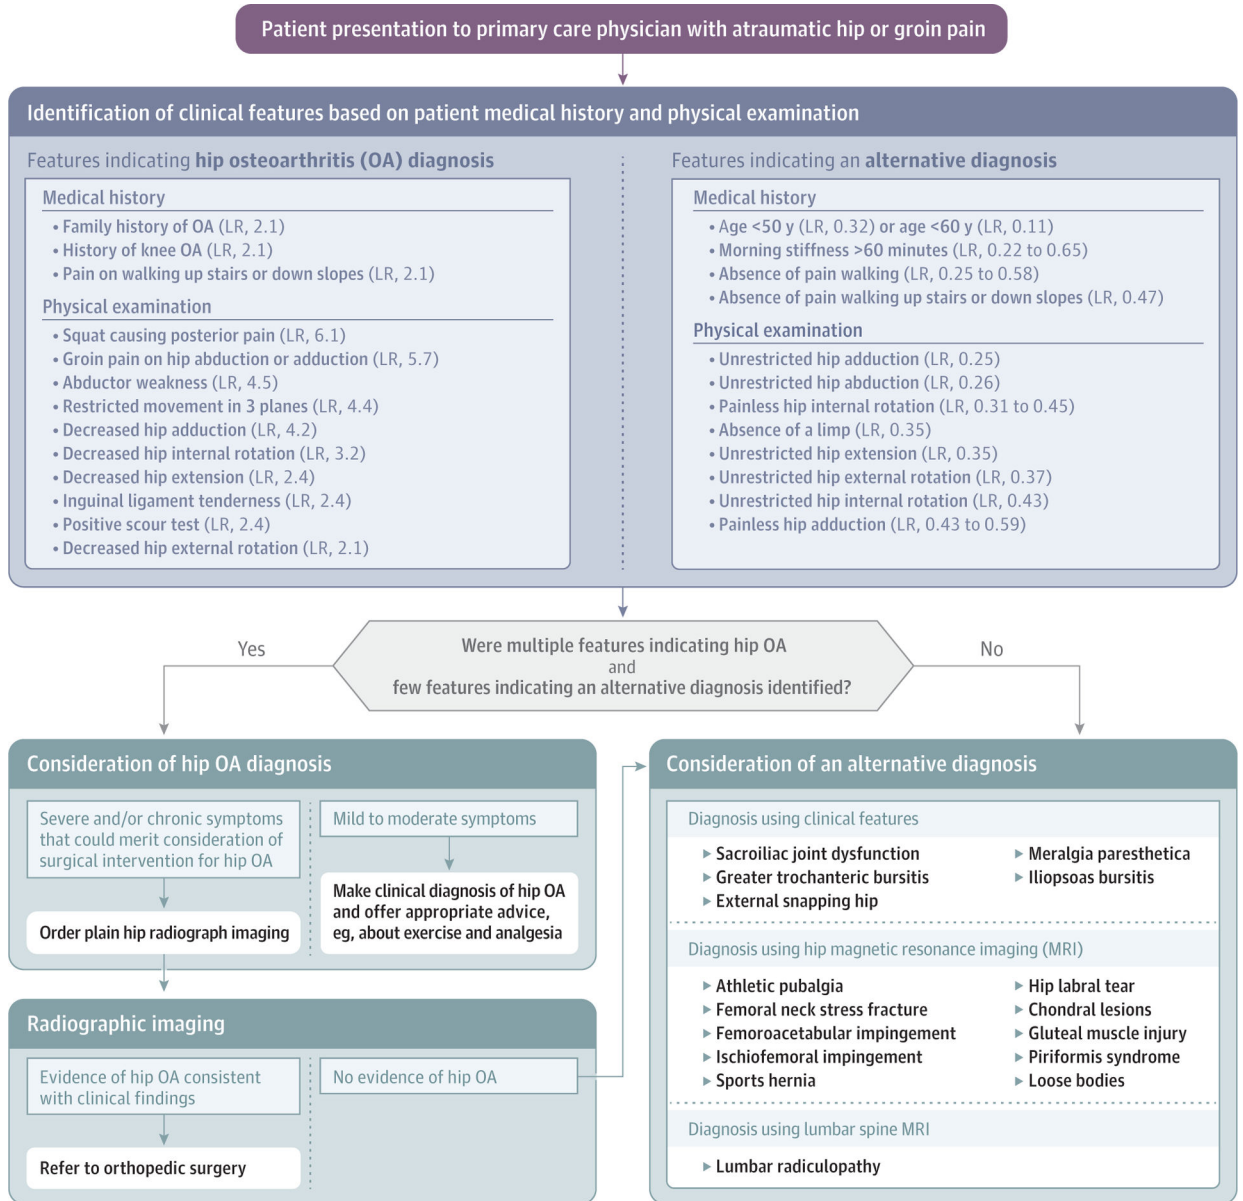 Patient presentation to primary care physician with atraumatic hip or groin pain
Identification of clinical features based on patient medical history and physical examination
Features indicating hip osteoarthritis (OA) diagnosis
Medical history
• Family history of OA (LR, 2.1)
• History of knee OA (LR, 2.1)
• Pain on walking up stairs or down slopes (LR, 2.1)
Physical examination
• Squat causing posterior pain (LR, 6.1)
• Groin pain on hip abduction or adduction (LR, 5.7)
• Abductor weakness (LR, 4.5)
• Restricted movement in 3 planes (LR, 4.4)
• Decreased hip adduction (LR, 4.2)
• Decreased hip internal rotation (LR, 3.2)
• Decreased hip extension (LR, 2.4)
• Inguinal ligament tenderness (LR, 2.4)
• Positive scour test (LR, 2.4)
• Decreased hip external rotation (LR, 2.1)
Features indicating an alternative diagnosis
Medical history
• Age <50 y (LR, 0.32) or age <60 y (LR, 0.11)
• Morning stiffness >60 minutes (LR, 0.22 to 0.65)
• Absence of pain walking (LR, 0.25 to 0.58)
• Absence of pain walking up stairs or down slopes (LR, 0.47)
Physical examination
• Unrestricted hip adduction (LR, 0.25)
• Unrestricted hip abduction (LR, 0.26)
• Painless hip internal rotation (LR, 0.31 to 0.45)
• Absence of a limp (LR, 0.35)
• Unrestricted hip extension (LR, 0.35)
• Unrestricted hip external rotation (LR, 0.37)
• Unrestricted hip internal rotation (LR, 0.43)
• Painless hip adduction (LR, 0.43 to 0.59)
Were multiple features indicating hip OA
and
few features indicating an alternative diagnosis identified?
Yes
No
Consideration of hip OA diagnosis
Severe and/or chronic symptoms
that could merit consideration of
surgical intervention for hip OA
Order plain hip radiograph imaging
Mild to moderate symptoms
Make clinical diagnosis of hip OA
and offer appropriate advice,
eg, about exercise and analgesia
Radiographic imaging
Evidence of hip OA consistent
with clinical findings
Refer to orthopedic surgery
No evidence of hip OA
Consideration of an alternative diagnosis
Diagnosis using clinical features
▶ Sacroiliac joint dysfunction
▶ Greater trochanteric bursitis
▶ External snapping hip
▶ Meralgia paresthetica
▶ Iliopsoas bursitis
Diagnosis using hip magnetic resonance imaging (MRI)
▶ Athletic pubalgia
▶ Femoral neck stress fracture
▶ Femoroacetabular impingement
▶ Ischiofemoral impingement
▶ Sports hernia
▶ Hip labral tear
▶ Chondral lesions
▶ Gluteal muscle injury
▶ Piriformis syndrome
▶ Loose bodies
Diagnosis using lumbar spine MRI
▶ Lumbar radiculopathy